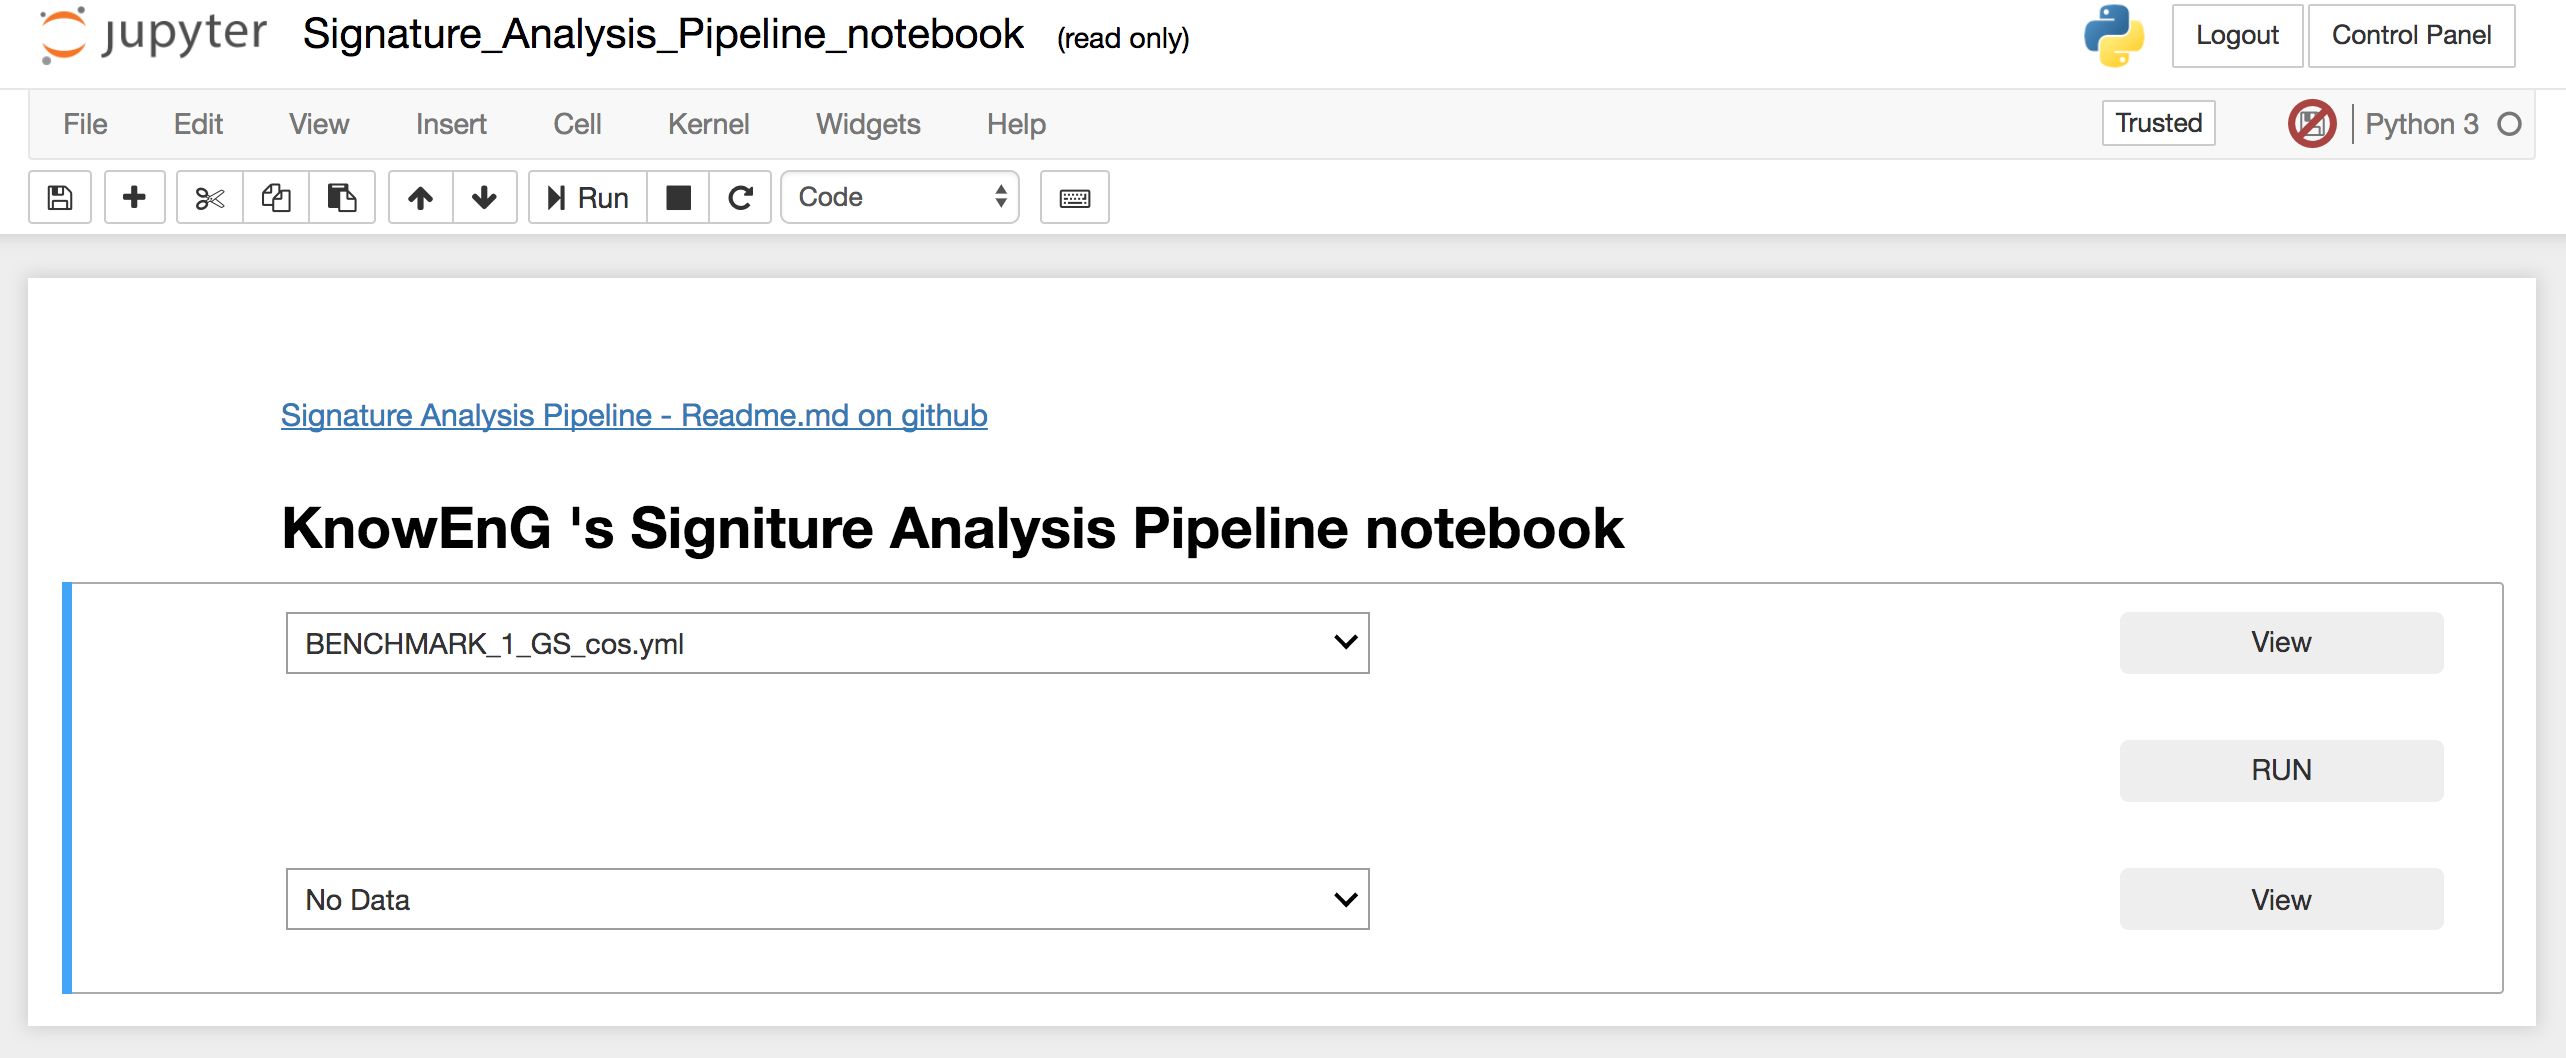 jupyter Signature_Analysis_Pipeline_notebook (read only) Logout Control Panel
File Edit View Insert Cell Kernel Widgets Help Trusted Python 3
Run Code
Signature Analysis Pipeline - Readme.md on github
KnowEnG 's Signiture Analysis Pipeline notebook
BENCHMARK_1_GS_cos.yml View
RUN
No Data View